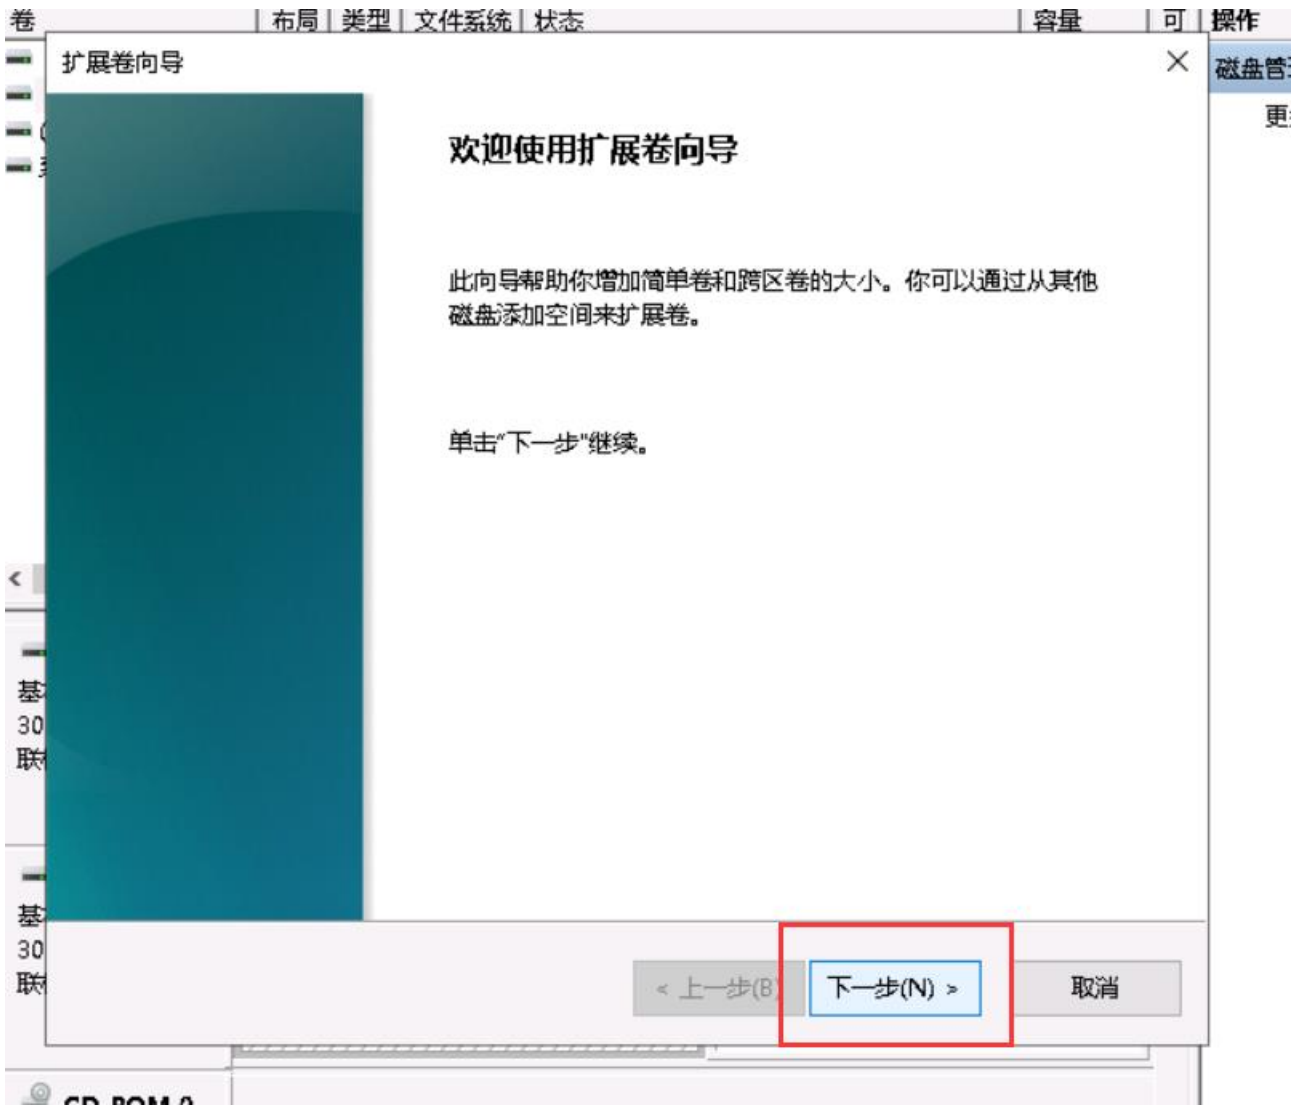 卷 布局 类型 文件系统 状态 容量 可 操作
扩展卷向导
磁盘管
更
欢迎使用扩展卷向导
此向导帮助你增加简单卷和跨区卷的大小。你可以通过从其他
磁盘添加空间来扩展卷。
单击"下一步"继续。
<
基
30
联
基
30
联
< 上一步(B) 下一步(N) > 取消
CD-ROM 0